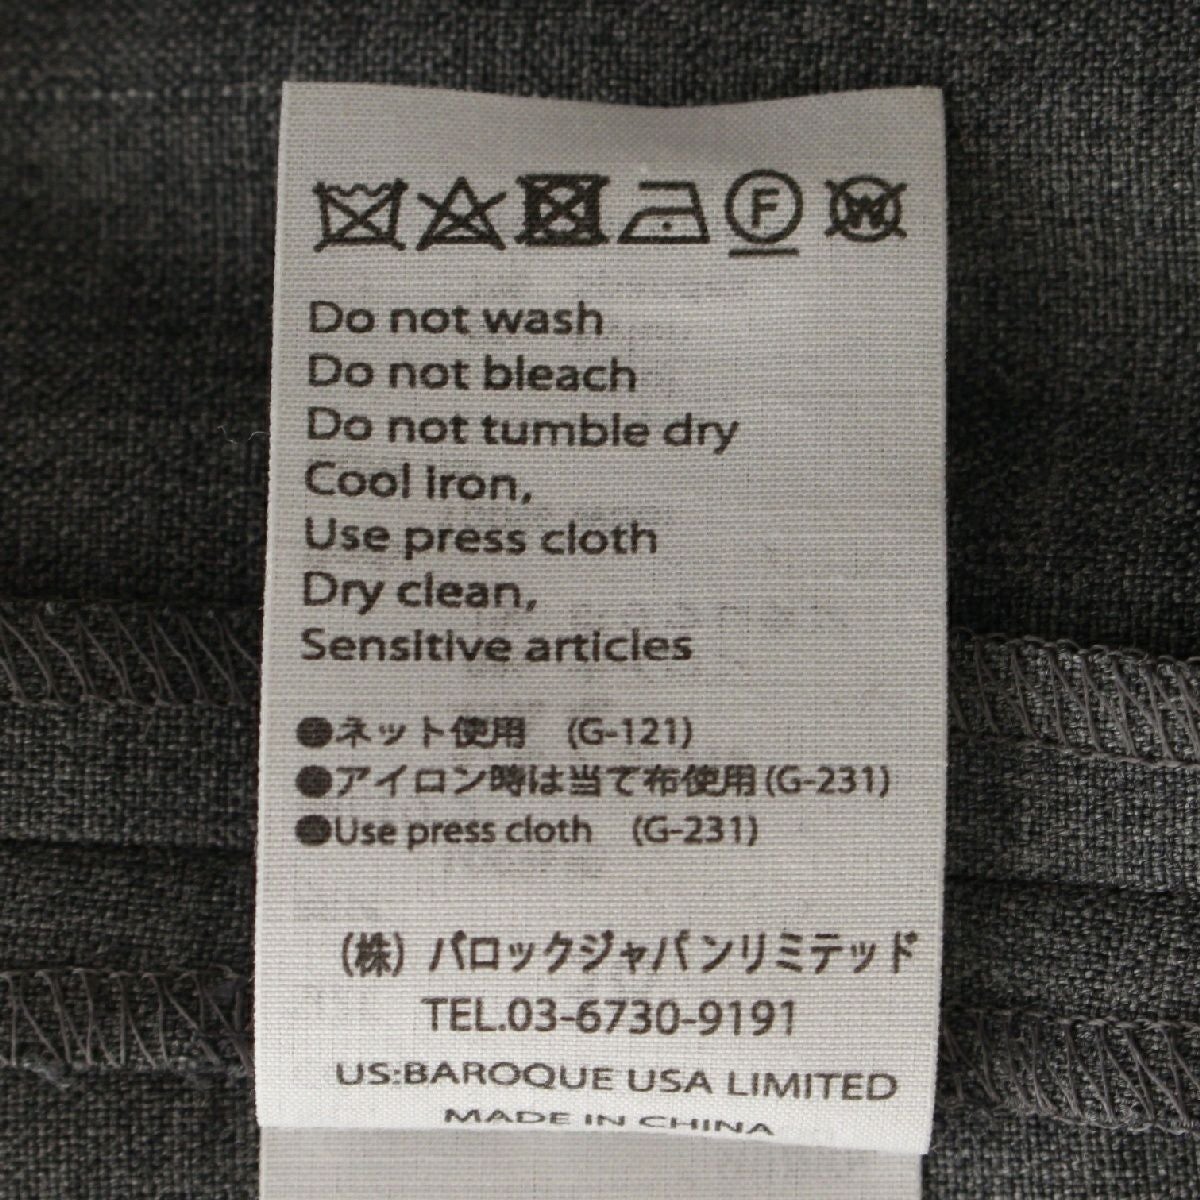 F W
Do not wash
Do not bleach
Do not tumble dry
Cool iron,
Use press cloth
Dry clean,
Sensitive articles
●ネット使用 (G-121)
●アイロン時は当て布使用(G-231)
●Use press cloth (G-231)
(株) バロックジャパンリミテッド
TEL.03-6730-9191
US:BAROQUE USA LIMITED
MADE IN CHINA